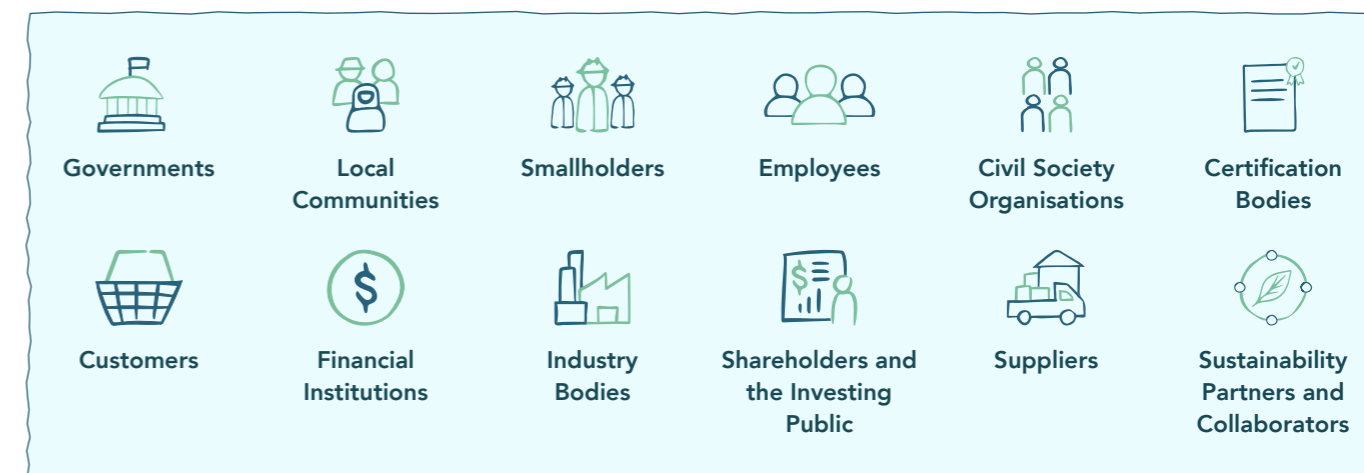 Governments
Local
Communities
Smallholders
Employees
Civil Society
Organisations
Certification
Bodies
Customers
Financial
Institutions
Industry
Bodies
Shareholders and
the Investing
Public
Suppliers
Sustainability
Partners and
Collaborators